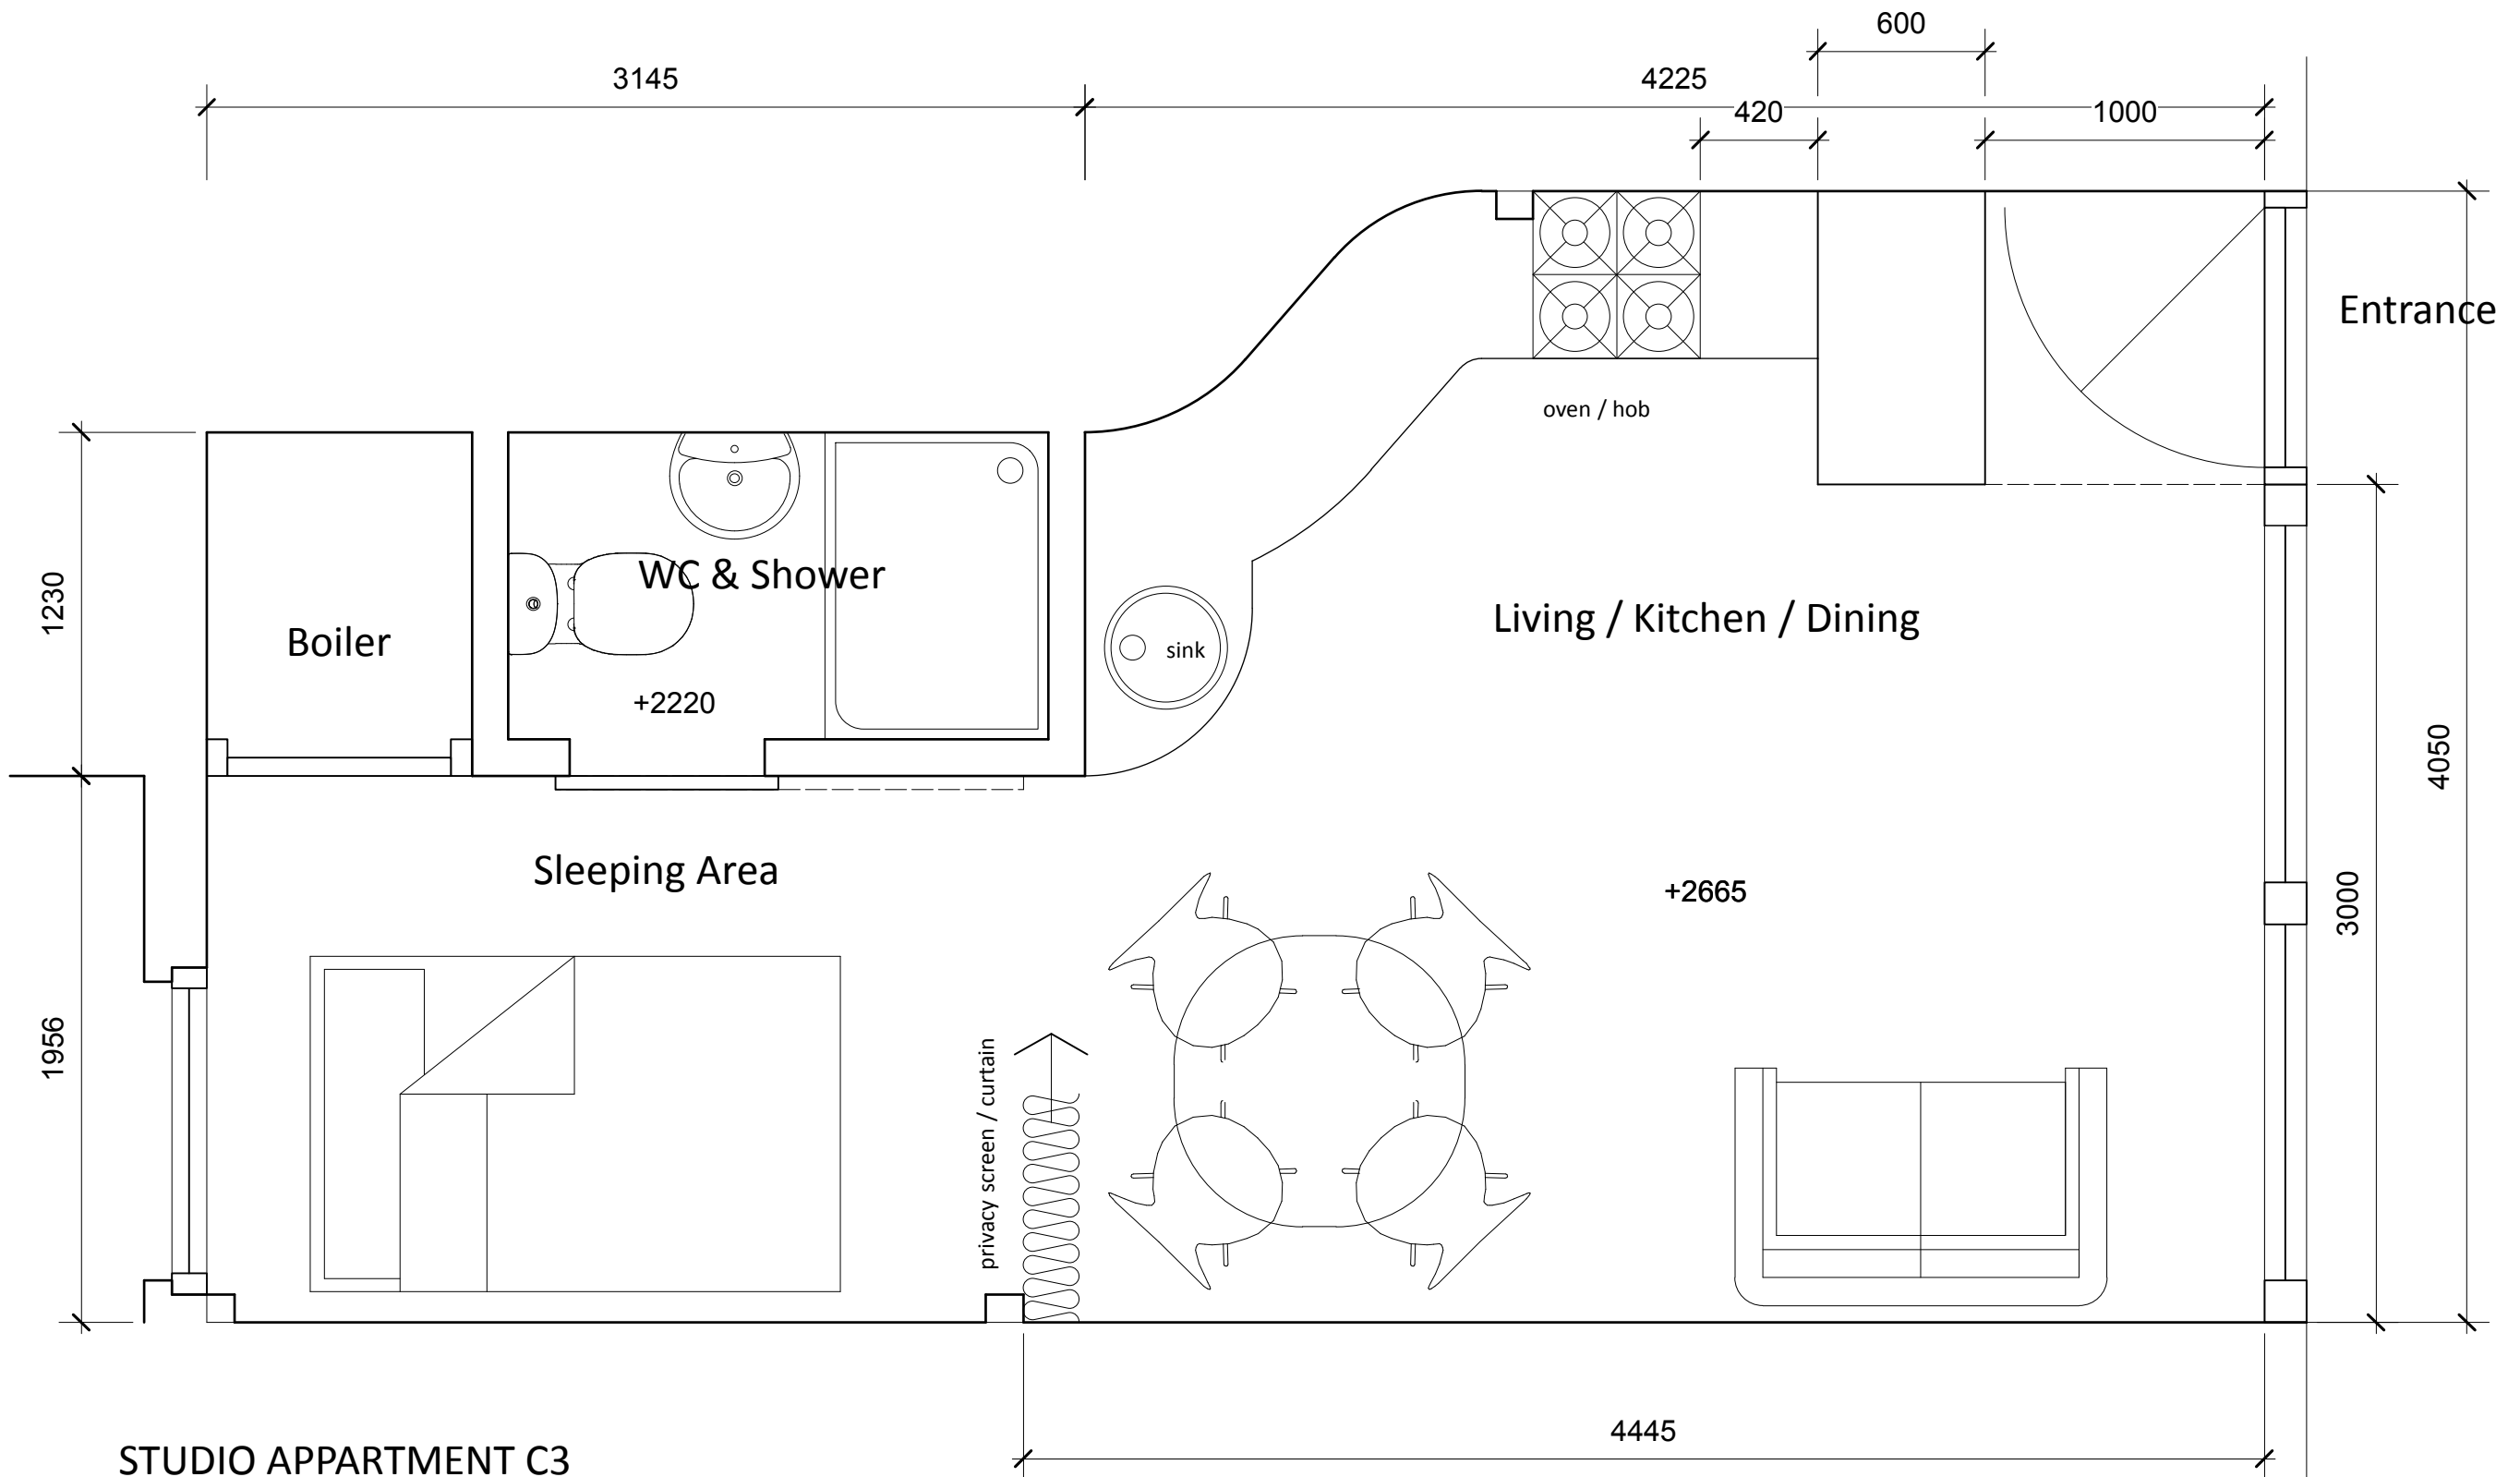 600
3145
4225
420
1000
Entrance
oven / hob
1230
WC & Shower
Boiler
Living / Kitchen / Dining
sink
+2220
4050
Sleeping Area
+2665
3000
1956
privacy screen / curtain
4445
STUDIO APPARTMENT C3